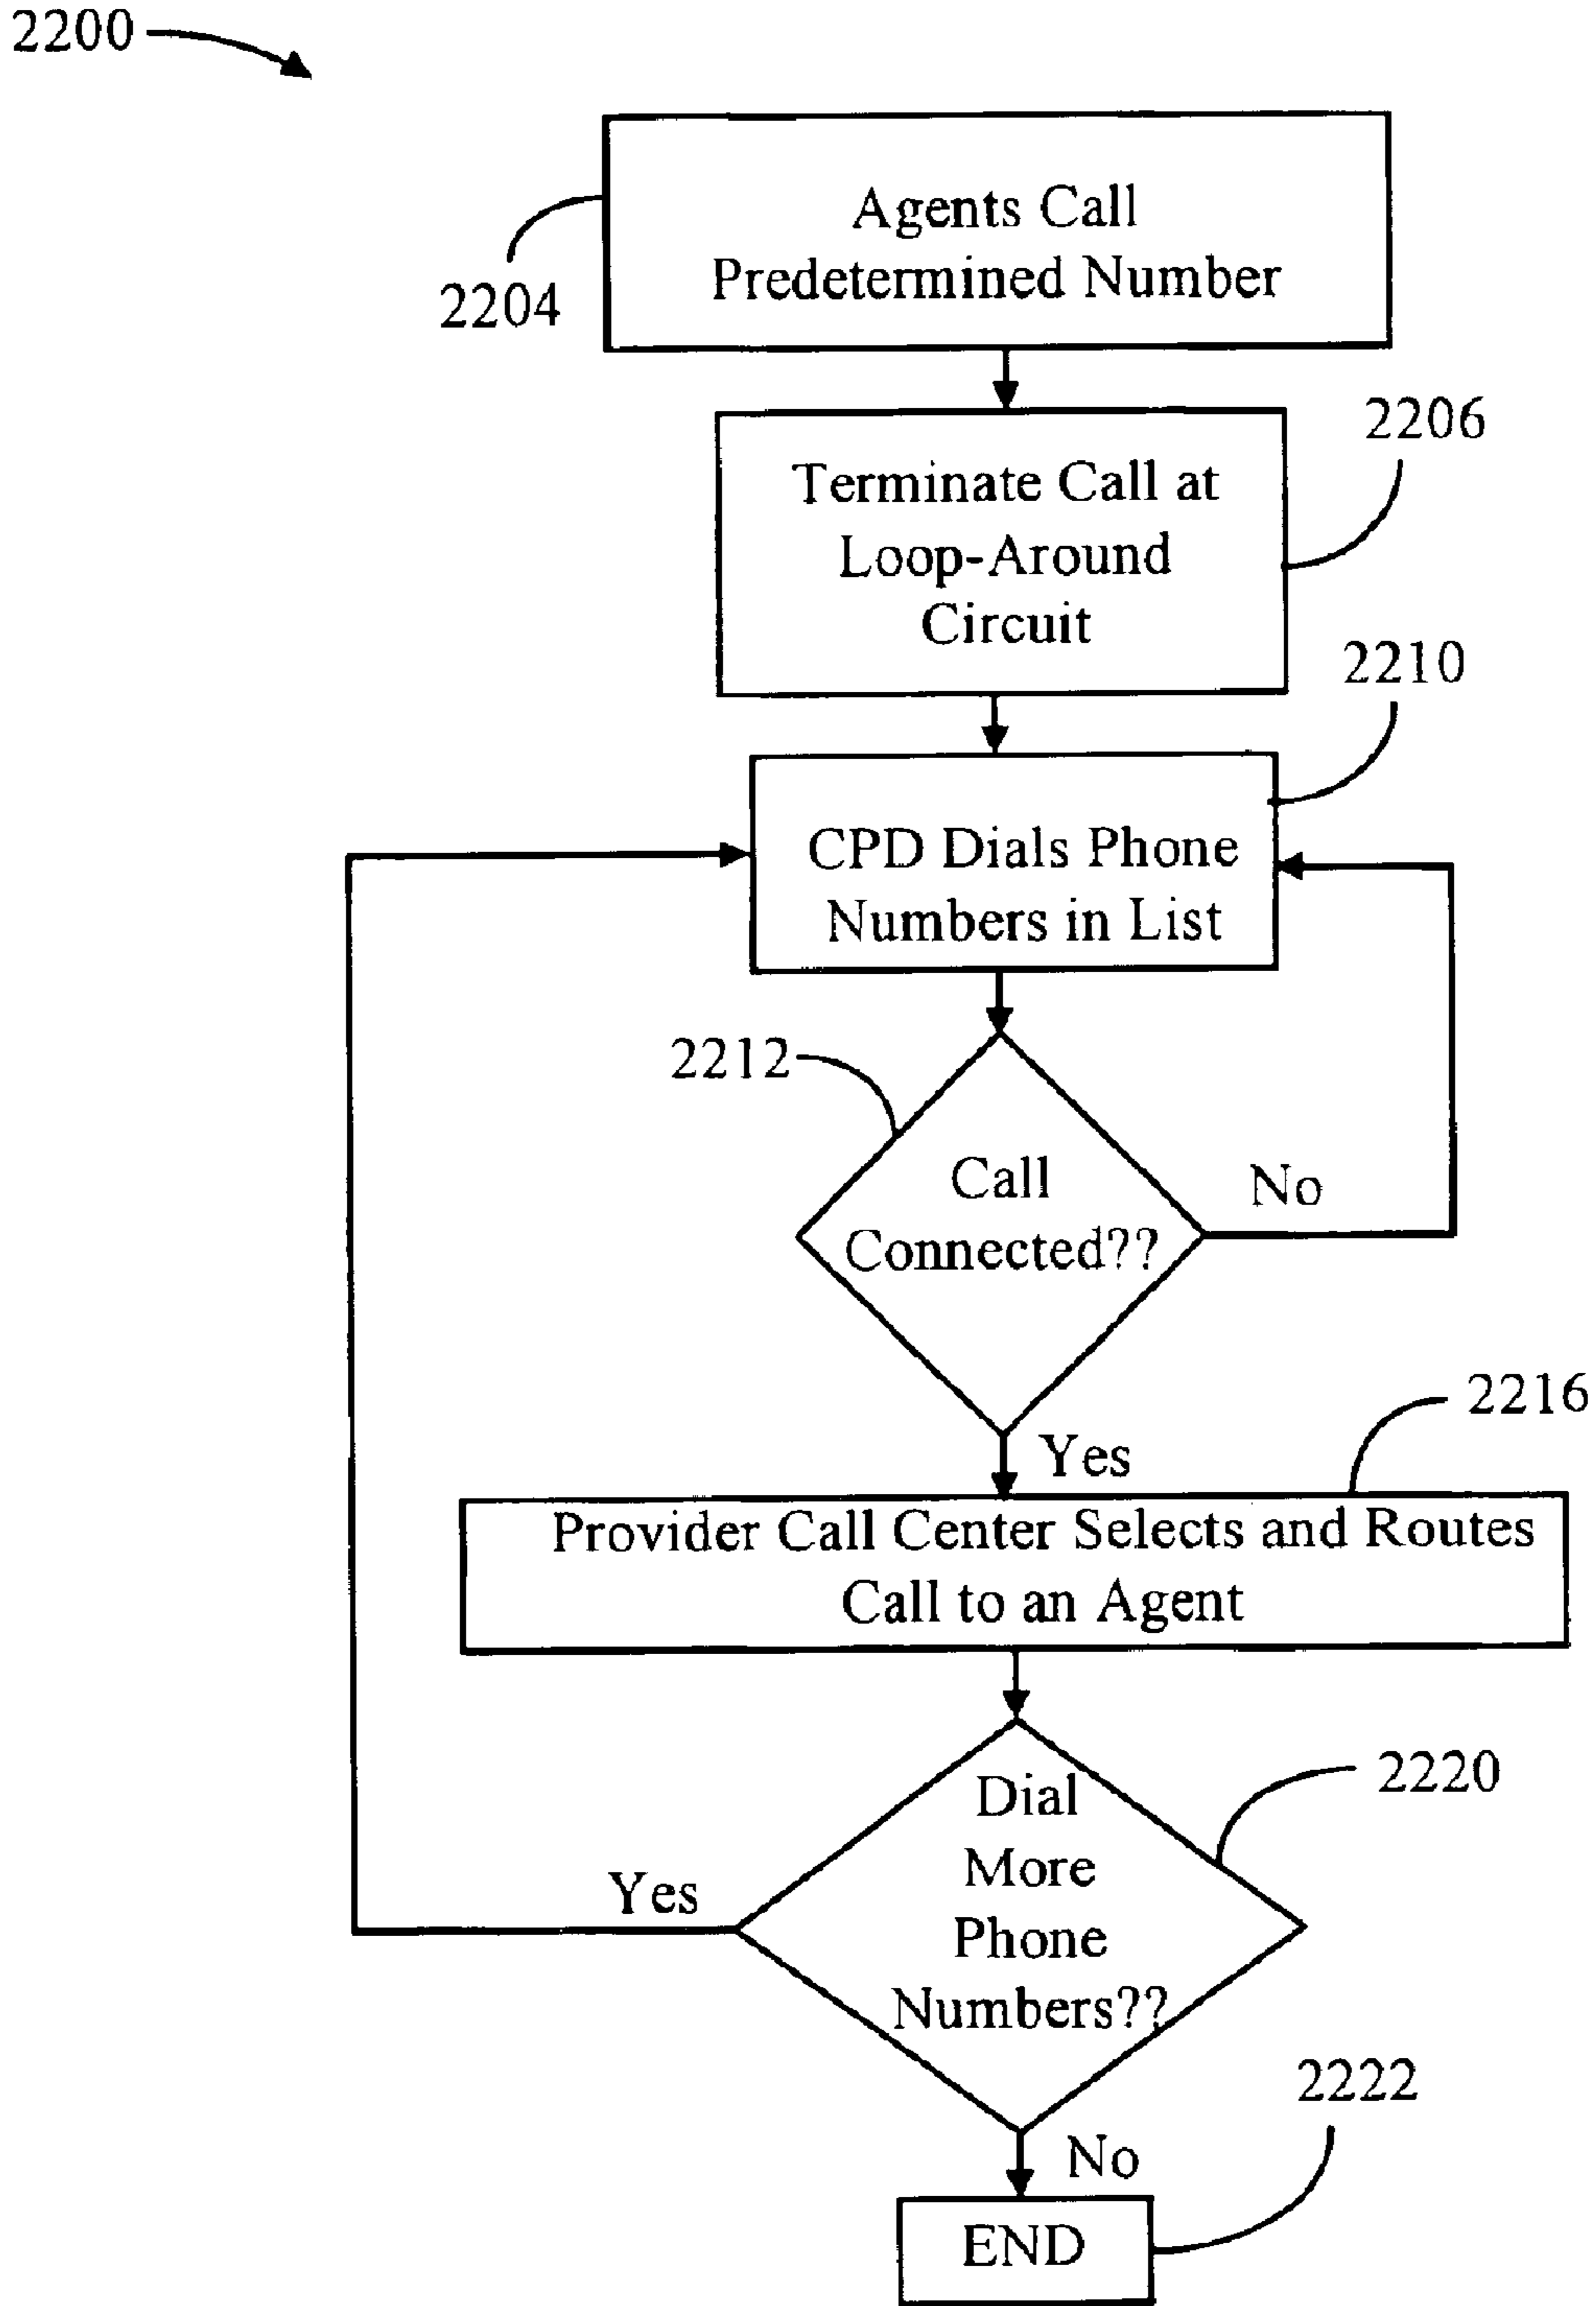 2200
Agents Call
Predetermined Number
2204
2206
Terminate Call at
Loop-Around
Circuit
2210
CPD Dials Phone
Numbers in List
2212
Call
Connected??
No
2216
Yes
Provider Call Center Selects and Routes
Call to an Agent
2220
Dial
More
Phone
Numbers??
Yes
2222
No
END